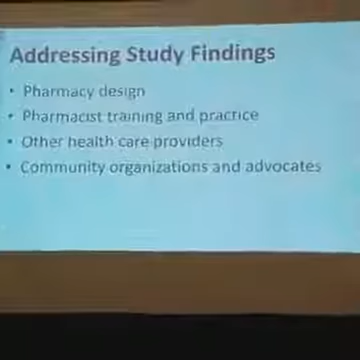 Addressing Study Findings
• Pharmacy design
• Pharmacist training and practice
• Other health care providers
• Community organizations and advocates